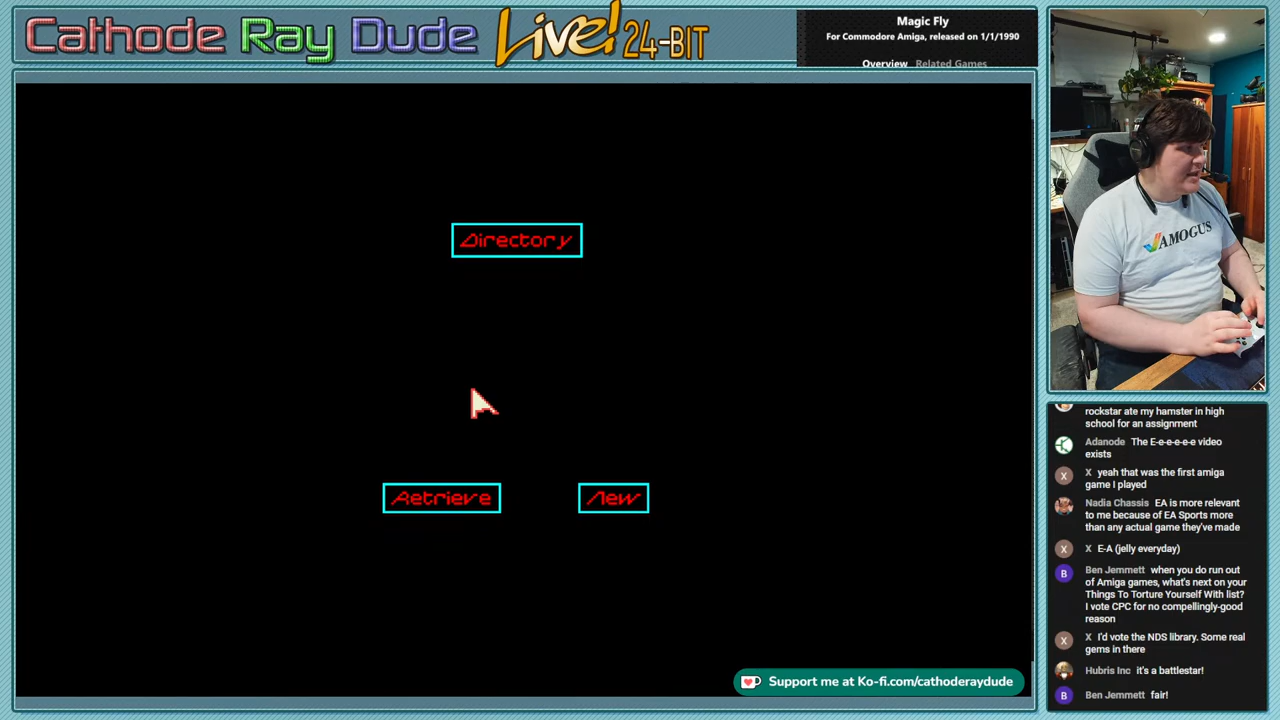 Cathode Ray Dude Live! 24-BIT
Magic Fly
For Commodore Amiga, released on 1/1/1990
Overview Related Games
Directory
Retrieve New
AMOGUS
rockstar ate my hamster in high
school for an assignment
Adanode The E-e-e-e-e-e video
exists
X yeah that was the first amiga
game I played
Nadia Chassis EA is more relevant
to me because of EA Sports more
than any actual game they've made
X E-A (jelly everyday)
B Ben Jemmett when you do run out
of Amiga games, what's next on your
Things To Torture Yourself With list?
I vote CPC for no compellingly-good
reason
X I'd vote the NDS library. Some real
gems in there
Hubris Inc it's a battlestar!
B Ben Jemmett fair!
Support me at Ko-fi.com/cathoderaydude